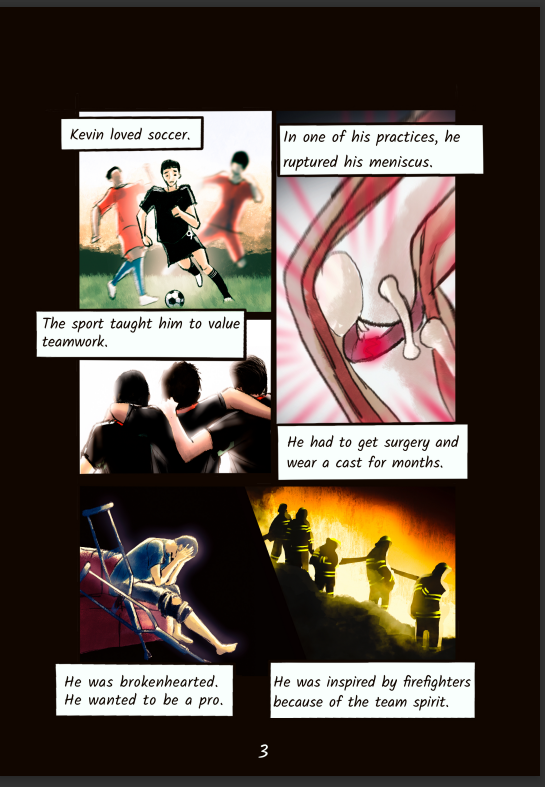 Kevin loved soccer.
In one of his practices, he
ruptured his meniscus.
The sport taught him to value
teamwork.
He had to get surgery and
wear a cast for months.
He was brokenhearted.
He wanted to be a pro.
He was inspired by firefighters
because of the team spirit.
3